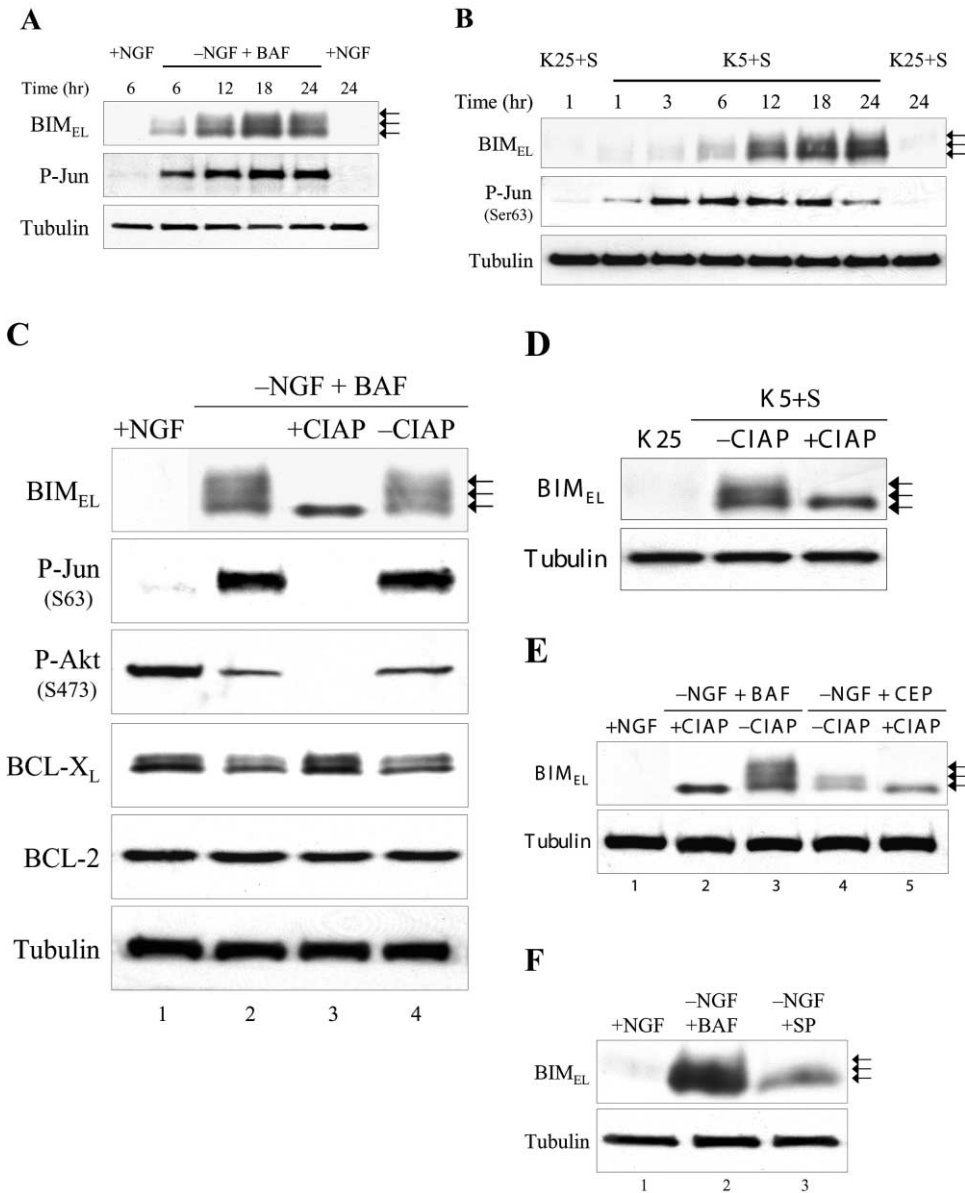 A
+NGF –NGF + BAF +NGF
Time (hr) 6 6 12 18 24 24
BIMEL
P-Jun
Tubulin
B
K25+S K5+S K25+S
Time (hr) 1 1 3 6 12 18 24 24
BIMEL
P-Jun
(Ser63)
Tubulin
C
–NGF + BAF
+NGF +CIAP –CIAP
BIMEL
P-Jun
(S63)
P-Akt
(S473)
BCL-XL
BCL-2
Tubulin
1 2 3 4
D
K5+S
K25 –CIAP +CIAP
BIMEL
Tubulin
E
–NGF + BAF –NGF + CEP
+NGF +CIAP –CIAP –CIAP +CIAP
BIMEL
Tubulin
1 2 3 4 5
F
–NGF –NGF
+NGF +BAF +SP
BIMEL
Tubulin
1 2 3